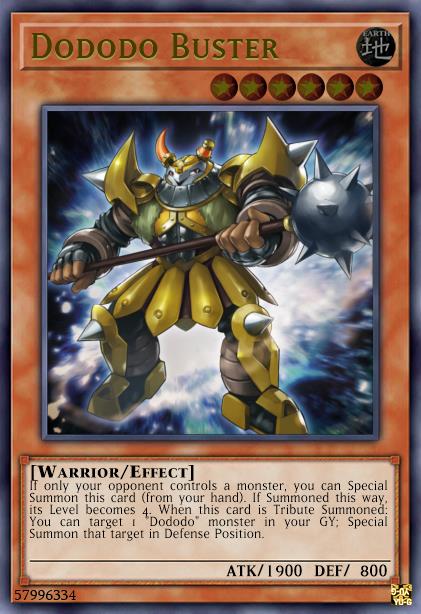 DODODO BUSTER
EARTH
地
[WARRIOR/EFFECT]
If only your opponent controls a monster, you can Special
Summon this card (from your hand). If Summoned this way,
its Level becomes 4. When this card is Tribute Summoned:
You can target 1 "Dododo" monster in your GY; Special
Summon that target in Defense Position.
ATK/1900 DEF/ 800
57996334